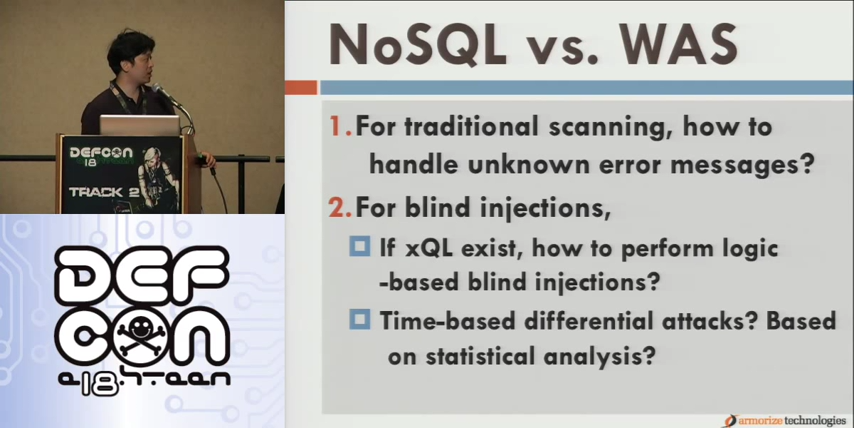 NoSQL vs. WAS
1. For traditional scanning, how to
handle unknown error messages?
2. For blind injections,
If xQL exist, how to perform logic
-based blind injections?
Time-based differential attacks? Based
on statistical analysis?
armorize technologies
DEFCON
18
TRACK 2
DEF
CON
e18hteen